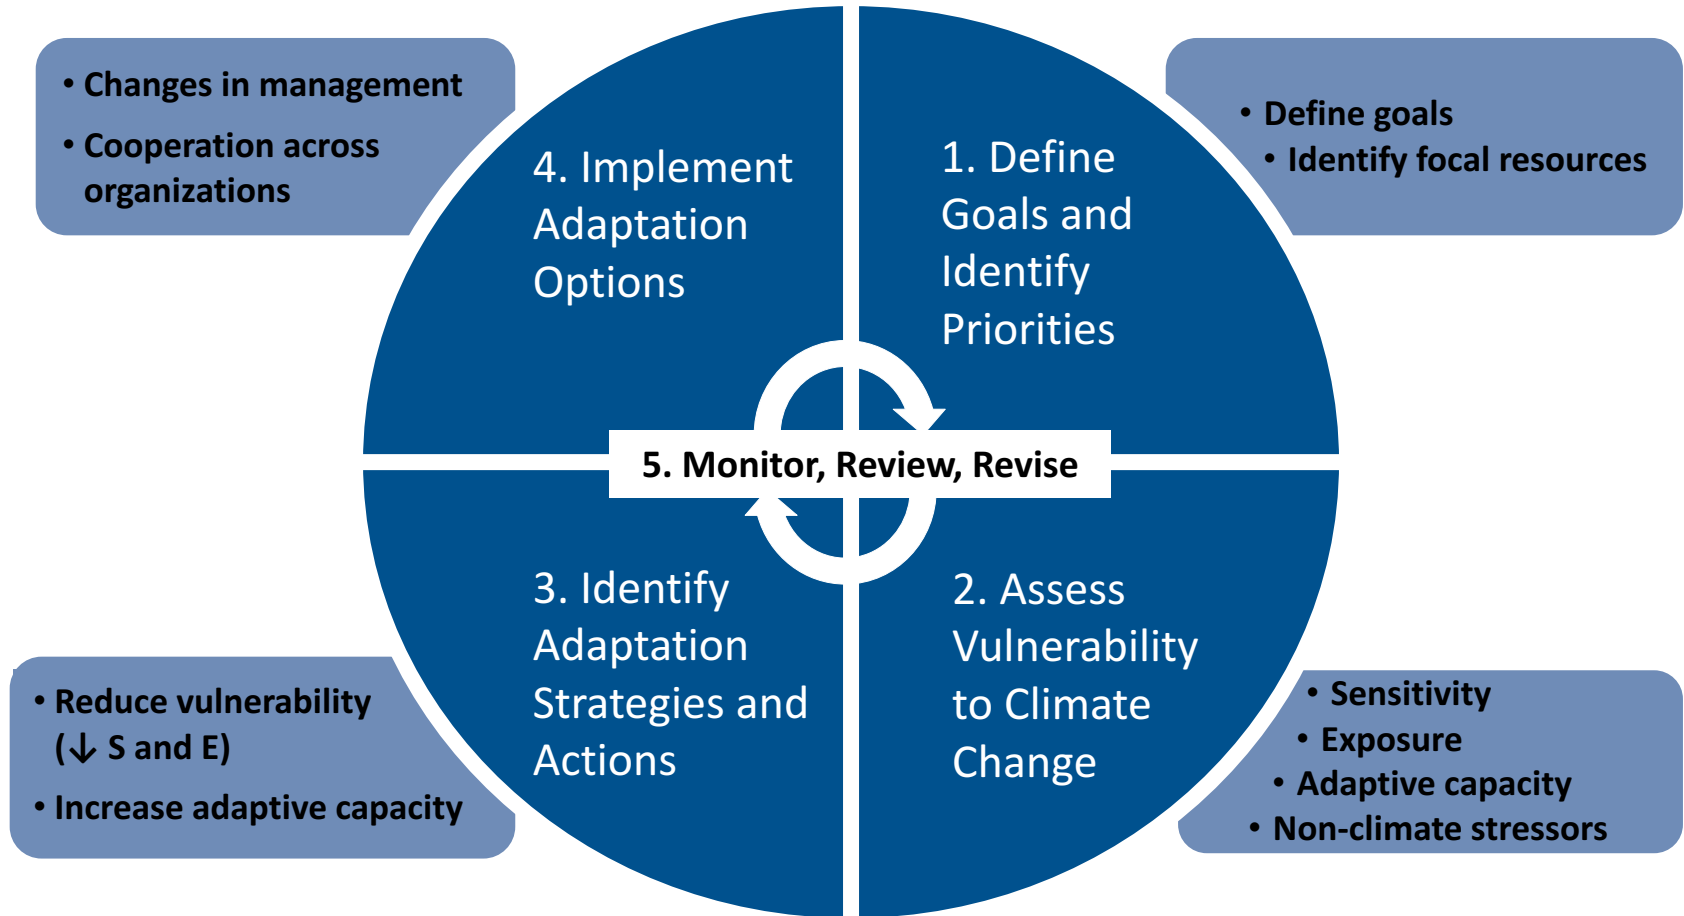 • Changes in management
• Cooperation across
organizations
4. Implement
Adaptation
Options
1. Define
Goals and
Identify
Priorities
• Define goals
• Identify focal resources
5. Monitor, Review, Revise
• Reduce vulnerability
(↓ S and E)
• Increase adaptive capacity
3. Identify
Adaptation
Strategies and
Actions
2. Assess
Vulnerability
to Climate
Change
• Sensitivity
• Exposure
• Adaptive capacity
• Non-climate stressors